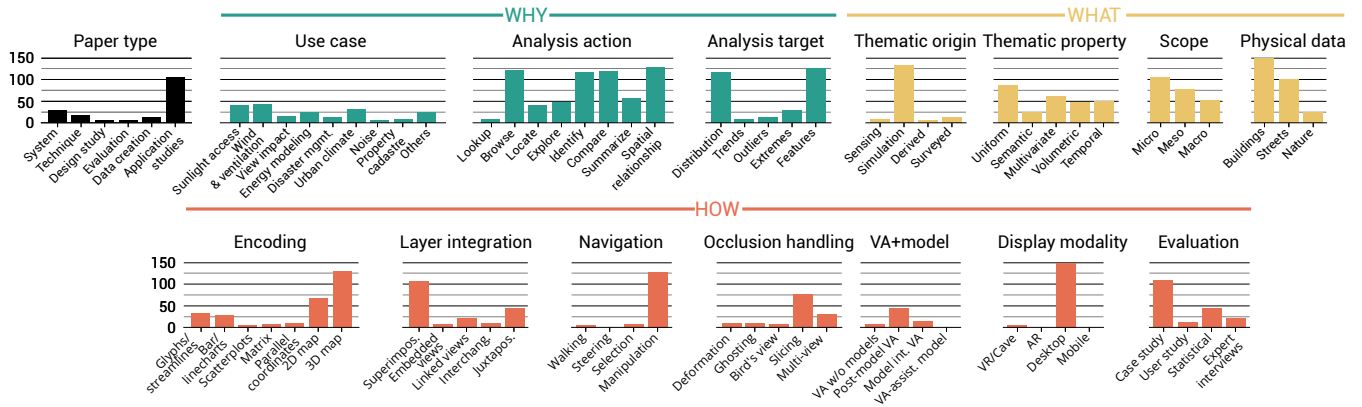 WHY
WHAT
Paper type
Use case
Analysis action
Analysis target
Thematic origin
Thematic property
Scope
Physical data
150
100
50
0
System
Technique
Design study
Evaluation
Data creation
Application
studies
Sunlight access
Wind
& ventilation
View impact
Energy modeling
Disaster mgmt.
Urban climate
Noise
Property
cadastre
Others
Lookup
Browse
Locate
Explore
Identify
Compare
Summarize
Spatial
relationship
Distribution
Trends
Outliers
Extremes
Features
Sensing
Simulation
Derived
Surveyed
Uniform
Semantic
Multivariate
Volumetric
Temporal
Micro
Meso
Macro
Buildings
Streets
Nature
HOW
Encoding
Layer integration
Navigation
Occlusion handling
VA+model
Display modality
Evaluation
150
100
50
0
Glyphs/
streamlines
Bar/
linecharts
Scatterplots
Matrix
Parallel
coordinates
2D map
3D map
Superimpos.
Embedded
views
Linked views
Interchang.
Juxtapos.
Walking
Steering
Selection
Manipulation
Deformation
Ghosting
Bird's view
Slicing
Multi-view
VA w/o models
Post-model VA
Model int. VA
VA-assist. model
VR/Cave
AR
Desktop
Mobile
Case study
User study
Statistical
Expert
interviews